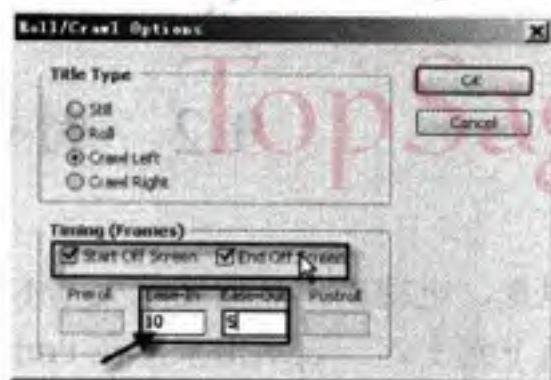 Roll/Crawl Options
Title Type
Still
Roll
Crawl Left
Crawl Right
OK
Cancel
Timing (Frames)
Start Off Screen
End Off Screen
Preroll
Ease-In
Ease-Out
Postroll
10
5
TopSa